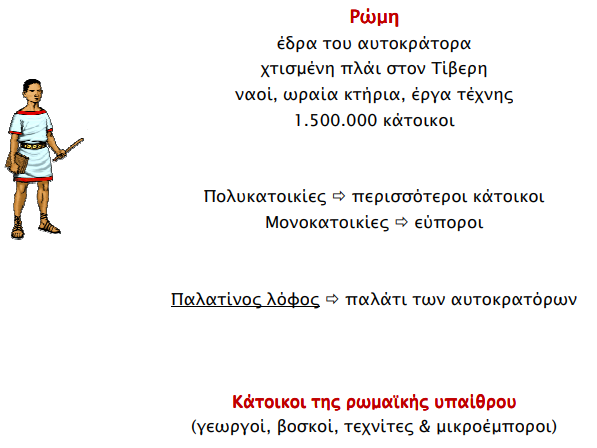 Ρώμη
έδρα του αυτοκράτορα
χτισμένη πλάι στον Τίβερη
ναοί, ωραία κτήρια, έργα τέχνης
1.500.000 κάτοικοι
Πολυκατοικίες ⇨ περισσότεροι κάτοικοι
Μονοκατοικίες ⇨ εύποροι
Παλατίνος λόφος ⇨ παλάτι των αυτοκρατόρων
Κάτοικοι της ρωμαϊκής υπαίθρου
(γεωργοί, βοσκοί, τεχνίτες & μικροέμποροι)